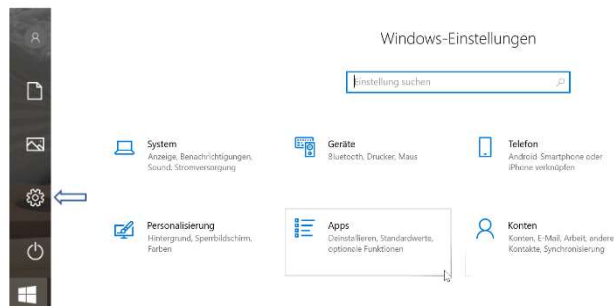 Windows-Einstellungen
Einstellung suchen
System
Anzeige, Benachrichtigungen,
Sound, Stromversorgung
Geräte
Bluetooth, Drucker, Maus
Telefon
Android-Smartphone oder
iPhone verknüpfen
Personalisierung
Hintergrund, Sperrbildschirm,
Farben
Apps
Deinstallieren, Standardwerte,
optionale Funktionen
Konten
Konten, E-Mail, Arbeit, andere
Kontakte, Synchronisierung